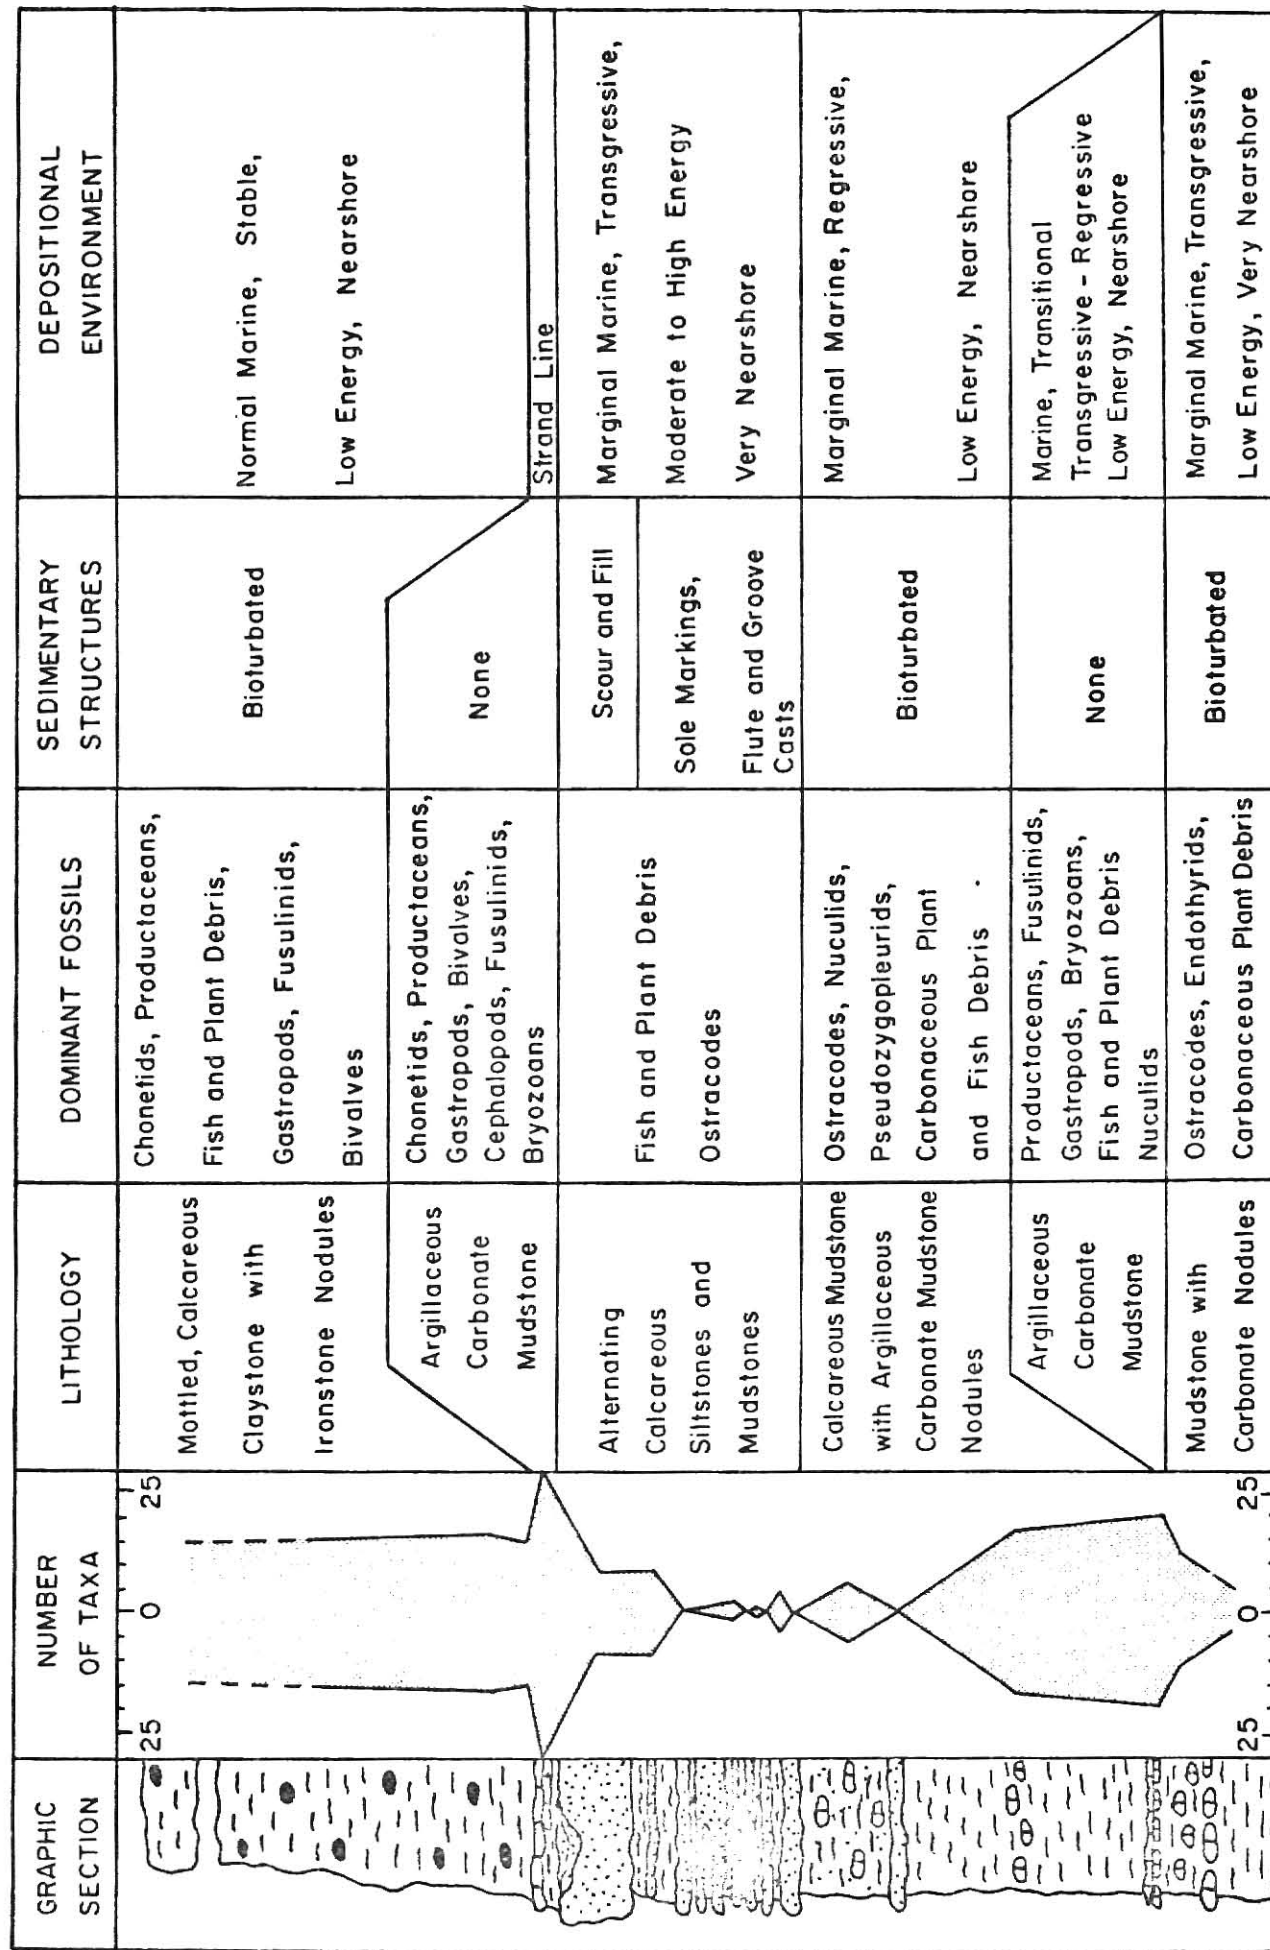 GRAPHIC
SECTION
NUMBER
OF TAXA
LITHOLOGY
DOMINANT FOSSILS
SEDIMENTARY
STRUCTURES
DEPOSITIONAL
ENVIRONMENT
25
0
25
Mottled, Calcareous
Claystone with
Ironstone Nodules
Chonetids, Productaceans,
Fish and Plant Debris,
Gastropods, Fusulinids,
Bivalves
Bioturbated
Normal Marine, Stable,
Low Energy, Nearshore
Argillaceous
Carbonate
Mudstone
Chonetids, Productaceans,
Gastropods, Bivalves,
Cephalopods, Fusulinids,
Bryozoans
None
Strand Line
Alternating
Calcareous
Siltstones and
Mudstones
Fish and Plant Debris
Ostracodes
Scour and Fill
Sole Markings,
Flute and Groove
Casts
Marginal Marine, Transgressive,
Moderate to High Energy
Very Nearshore
Calcareous Mudstone
with Argillaceous
Carbonate Mudstone
Nodules
Ostracodes, Nuculids,
Pseudozygopleurids,
Carbonaceous Plant
and Fish Debris
Bioturbated
Marginal Marine, Regressive,
Low Energy, Nearshore
Argillaceous
Carbonate
Mudstone
Productaceans, Fusulinids,
Gastropods, Bryozoans,
Fish and Plant Debris
Nuculids
None
Marine, Transitional
Transgressive - Regressive
Low Energy, Nearshore
Mudstone with
Carbonate Nodules
Ostracodes, Endothyrids,
Carbonaceous Plant Debris
Bioturbated
Marginal Marine, Transgressive,
Low Energy, Very Nearshore
25
0
25